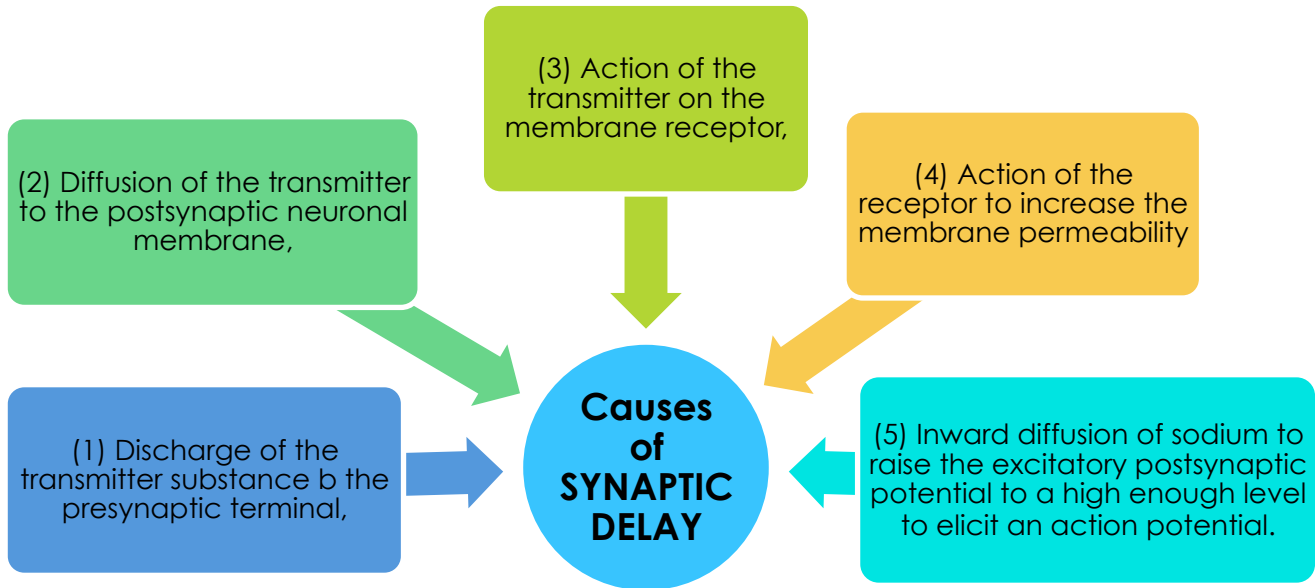 (1) Discharge of the
transmitter substance b the
presynaptic terminal,
(2) Diffusion of the transmitter
to the postsynaptic neuronal
membrane,
(3) Action of the
transmitter on the
membrane receptor,
(4) Action of the
receptor to increase the
membrane permeability
(5) Inward diffusion of sodium to
raise the excitatory postsynaptic
potential to a high enough level
to elicit an action potential.
Causes
of
SYNAPTIC
DELAY